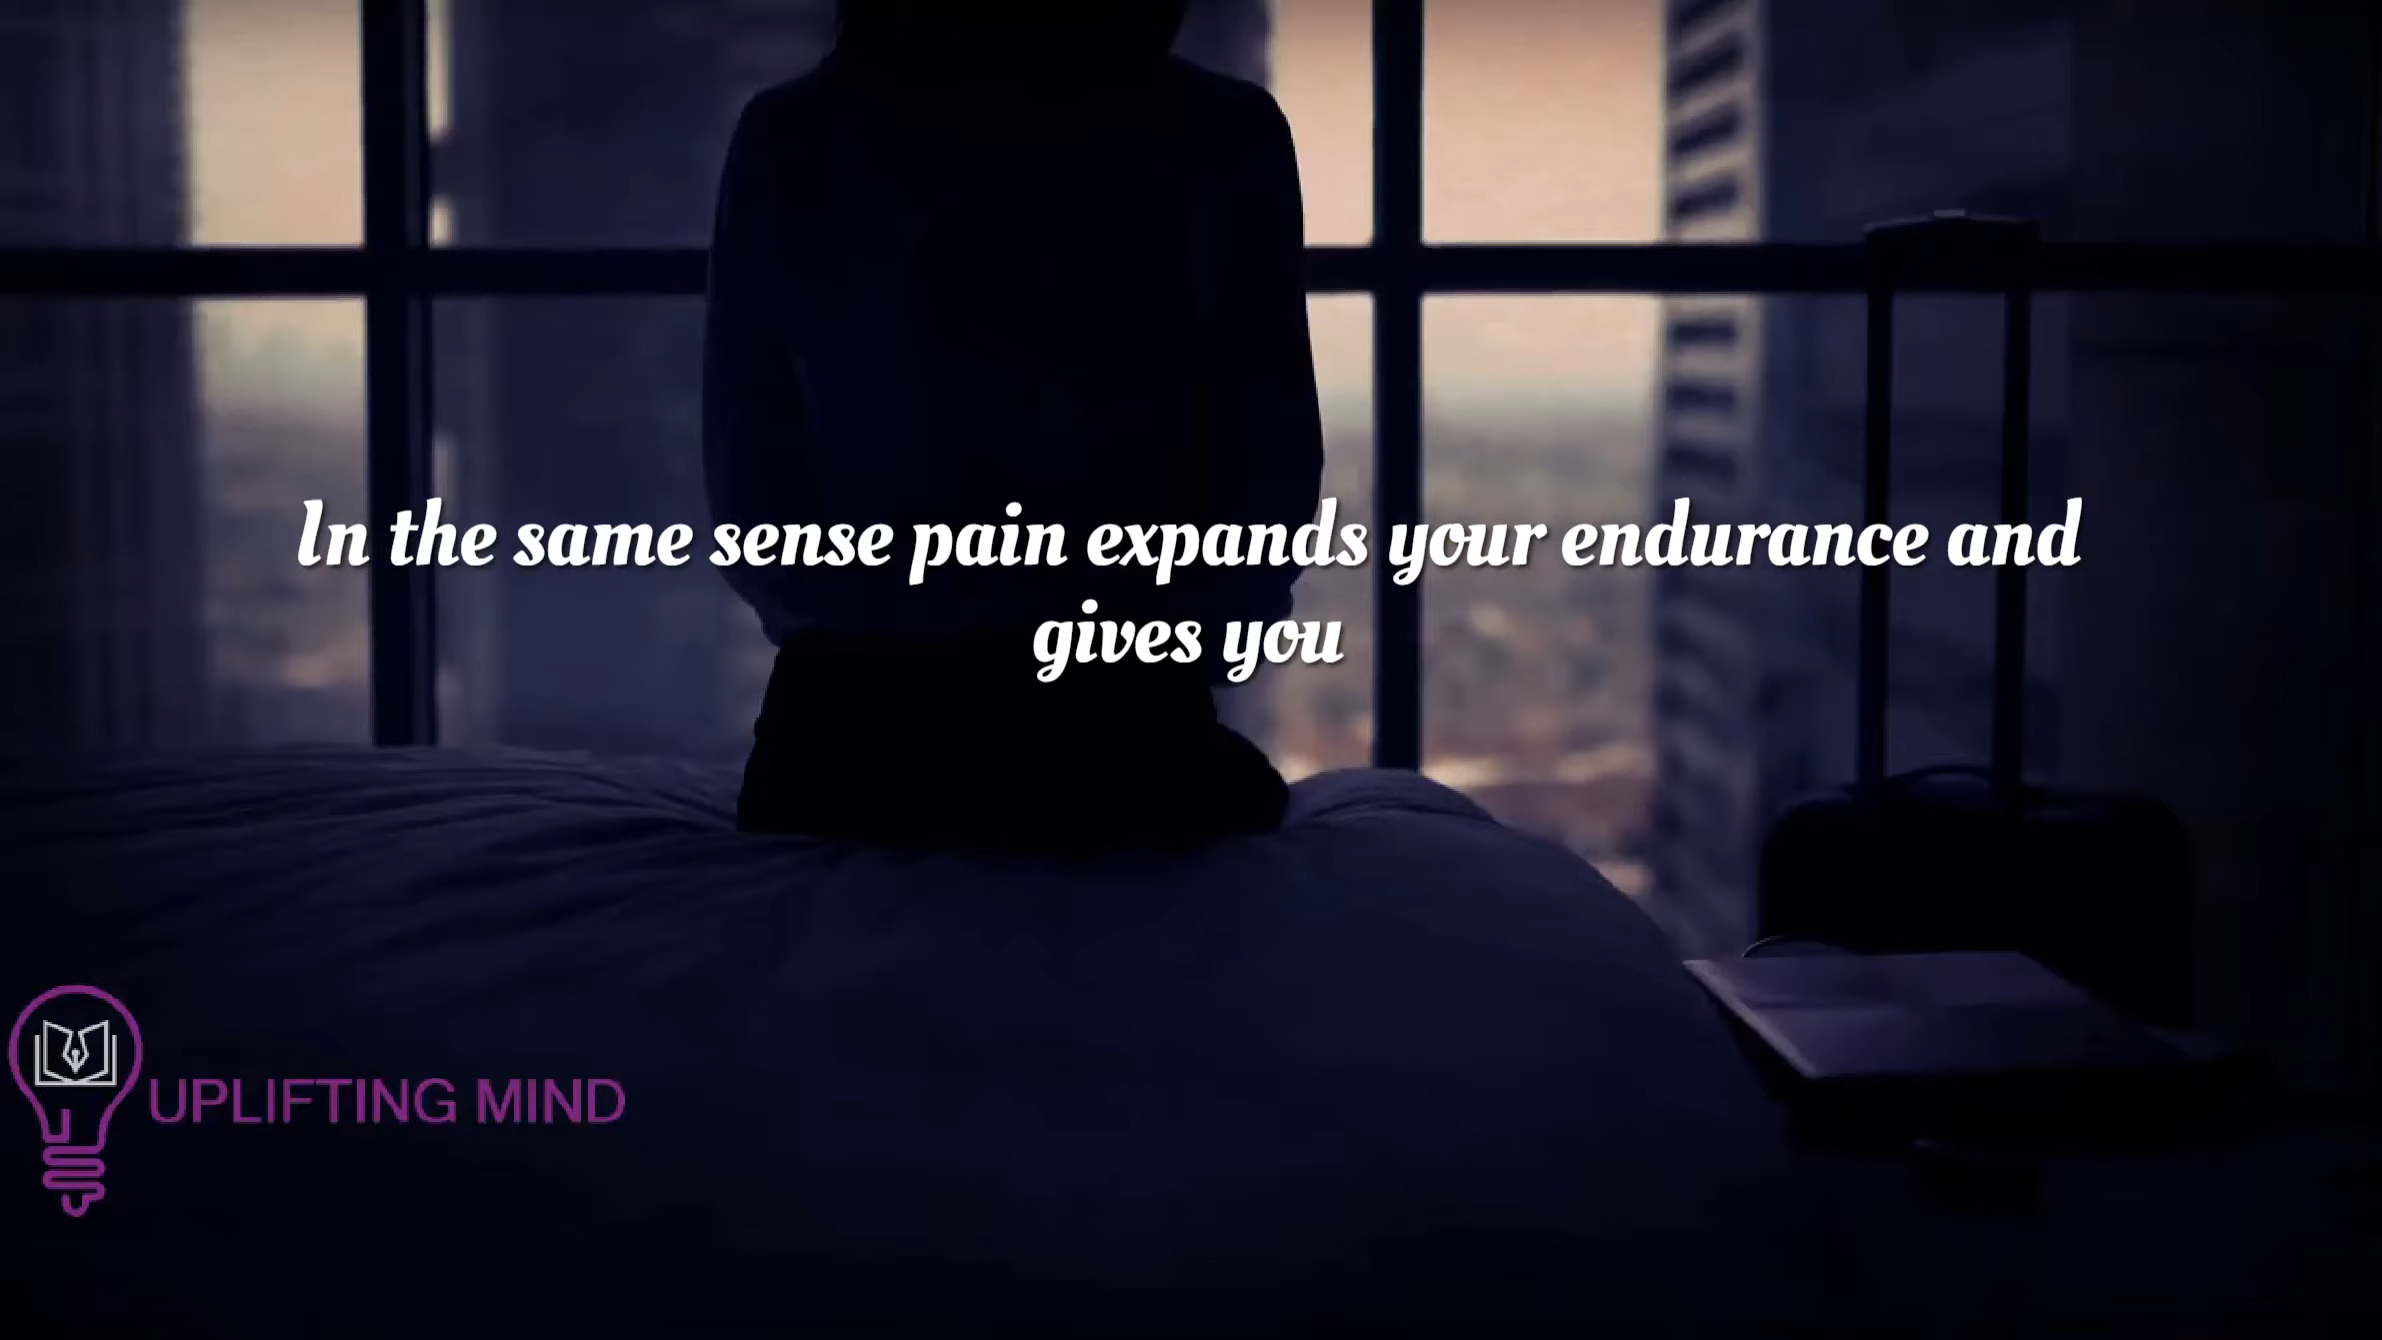 In the same sense pain expands your endurance and
gives you
UPLIFTING MIND